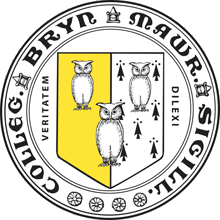 COLLEG. BRYN MAWR. SIGILL.
VERITATEM
DILEXI